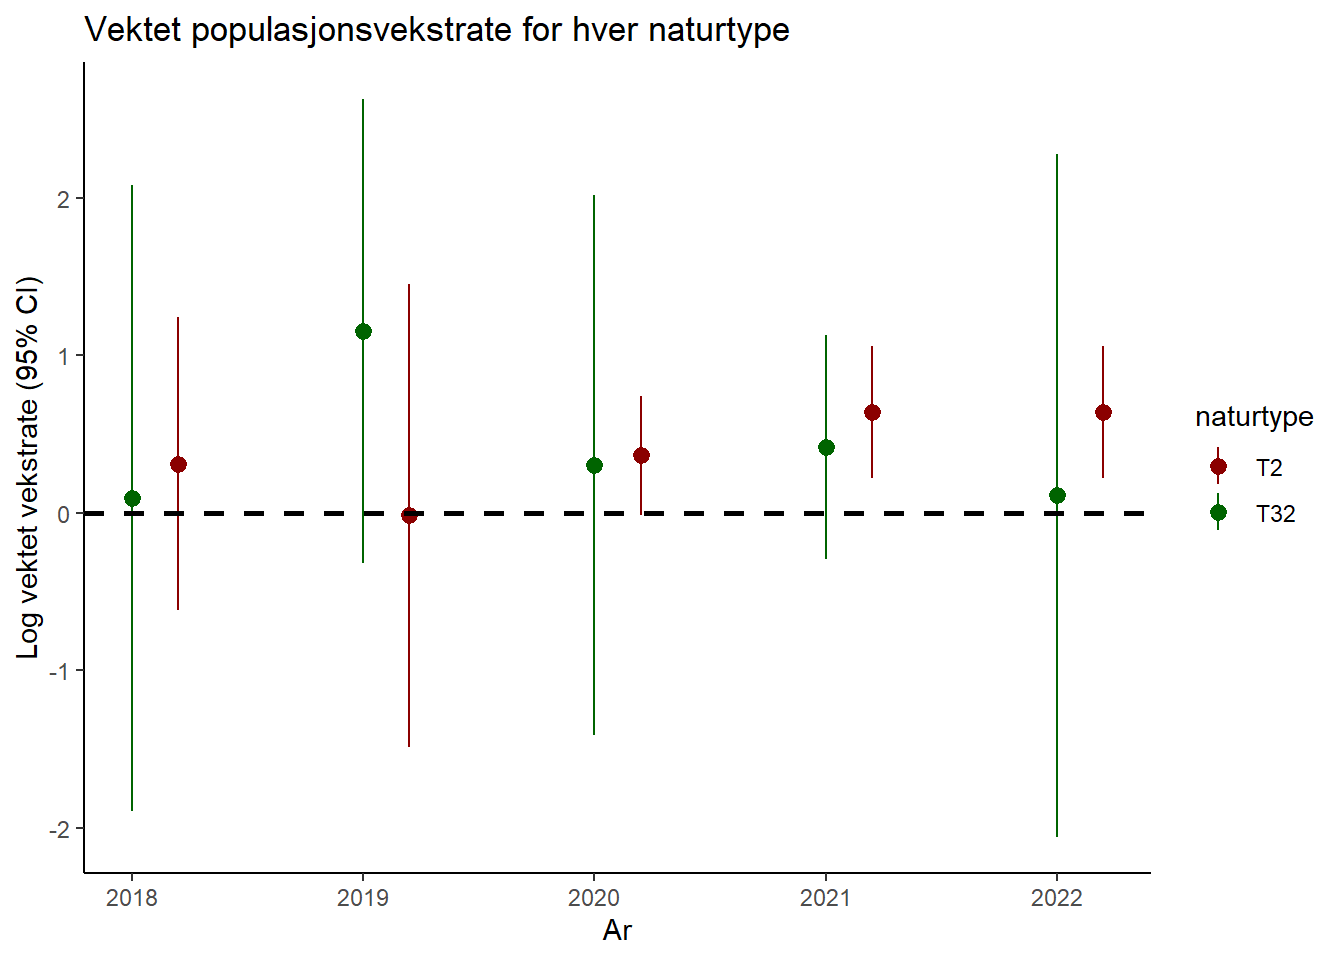 Vektet populasjonsvekstrate for hver naturtype
Log vektet vekstrate (95% CI)
2
1
0
-1
-2
2018
2019
2020
2021
2022
Ar
naturtype
T2
T32